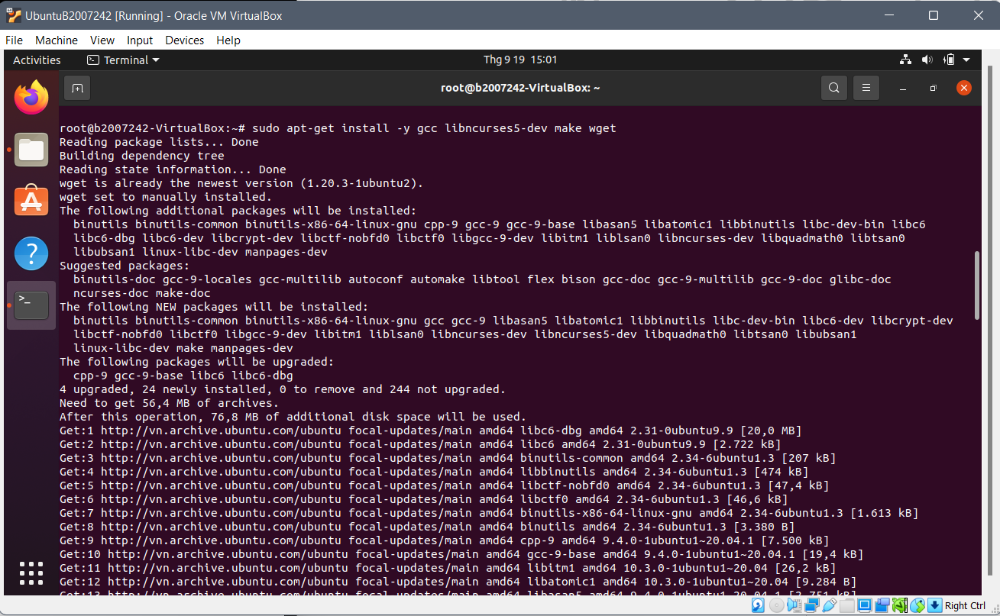 UbuntuB2007242 [Running] - Oracle VM VirtualBox
File Machine View Input Devices Help
Activities Terminal Thg 9 19 15:01
root@b2007242-VirtualBox: ~
root@b2007242-VirtualBox:~# sudo apt-get install -y gcc libncurses5-dev make wget
Reading package lists... Done
Building dependency tree
Reading state information... Done
wget is already the newest version (1.20.3-1ubuntu2).
wget set to manually installed.
The following additional packages will be installed:
binutils binutils-common binutils-x86-64-linux-gnu cpp-9 gcc-9 gcc-9-base libasan5 libatomic1 libbinutils libc-dev-bin libc6
libc6-dbg libc6-dev libcrypt-dev libctf-nobfd0 libctf0 libgcc-9-dev libitm1 liblsan0 libncurses-dev libquadmath0 libtsan0
libubsan1 linux-libc-dev manpages-dev
Suggested packages:
binutils-doc gcc-9-locales gcc-multilib autoconf automake libtool flex bison gcc-doc gcc-9-multilib gcc-9-doc glibc-doc
ncurses-doc make-doc
The following NEW packages will be installed:
binutils binutils-common binutils-x86-64-linux-gnu gcc gcc-9 libasan5 libatomic1 libbinutils libc-dev-bin libc6-dev libcrypt-dev
libctf-nobfd0 libctf0 libgcc-9-dev libitm1 liblsan0 libncurses-dev libncurses5-dev libquadmath0 libtsan0 libubsan1
linux-libc-dev make manpages-dev
The following packages will be upgraded:
cpp-9 gcc-9-base libc6 libc6-dbg
4 upgraded, 24 newly installed, 0 to remove and 244 not upgraded.
Need to get 56,4 MB of archives.
After this operation, 76,8 MB of additional disk space will be used.
Get:1 http://vn.archive.ubuntu.com/ubuntu focal-updates/main amd64 libc6-dbg amd64 2.31-0ubuntu9.9 [20,0 MB]
Get:2 http://vn.archive.ubuntu.com/ubuntu focal-updates/main amd64 libc6 amd64 2.31-0ubuntu9.9 [2.722 kB]
Get:3 http://vn.archive.ubuntu.com/ubuntu focal-updates/main amd64 binutils-common amd64 2.34-6ubuntu1.3 [207 kB]
Get:4 http://vn.archive.ubuntu.com/ubuntu focal-updates/main amd64 libbinutils amd64 2.34-6ubuntu1.3 [474 kB]
Get:5 http://vn.archive.ubuntu.com/ubuntu focal-updates/main amd64 libctf-nobfd0 amd64 2.34-6ubuntu1.3 [47,4 kB]
Get:6 http://vn.archive.ubuntu.com/ubuntu focal-updates/main amd64 libctf0 amd64 2.34-6ubuntu1.3 [46,6 kB]
Get:7 http://vn.archive.ubuntu.com/ubuntu focal-updates/main amd64 binutils-x86-64-linux-gnu amd64 2.34-6ubuntu1.3 [1.613 kB]
Get:8 http://vn.archive.ubuntu.com/ubuntu focal-updates/main amd64 binutils amd64 2.34-6ubuntu1.3 [3.380 B]
Get:9 http://vn.archive.ubuntu.com/ubuntu focal-updates/main amd64 cpp-9 amd64 9.4.0-1ubuntu1~20.04.1 [7.500 kB]
Get:10 http://vn.archive.ubuntu.com/ubuntu focal-updates/main amd64 gcc-9-base amd64 9.4.0-1ubuntu1~20.04.1 [19,4 kB]
Get:11 http://vn.archive.ubuntu.com/ubuntu focal-updates/main amd64 libitm1 amd64 10.3.0-1ubuntu1~20.04 [26,2 kB]
Get:12 http://vn.archive.ubuntu.com/ubuntu focal-updates/main amd64 libatomic1 amd64 10.3.0-1ubuntu1~20.04 [9.284 B]
Get:13 http://vn.archive.ubuntu.com/ubuntu focal-updates/main amd64 libasan5 amd64 9.4.0-1ubuntu1~20.04.1 [2.751 kB]
Right Ctrl